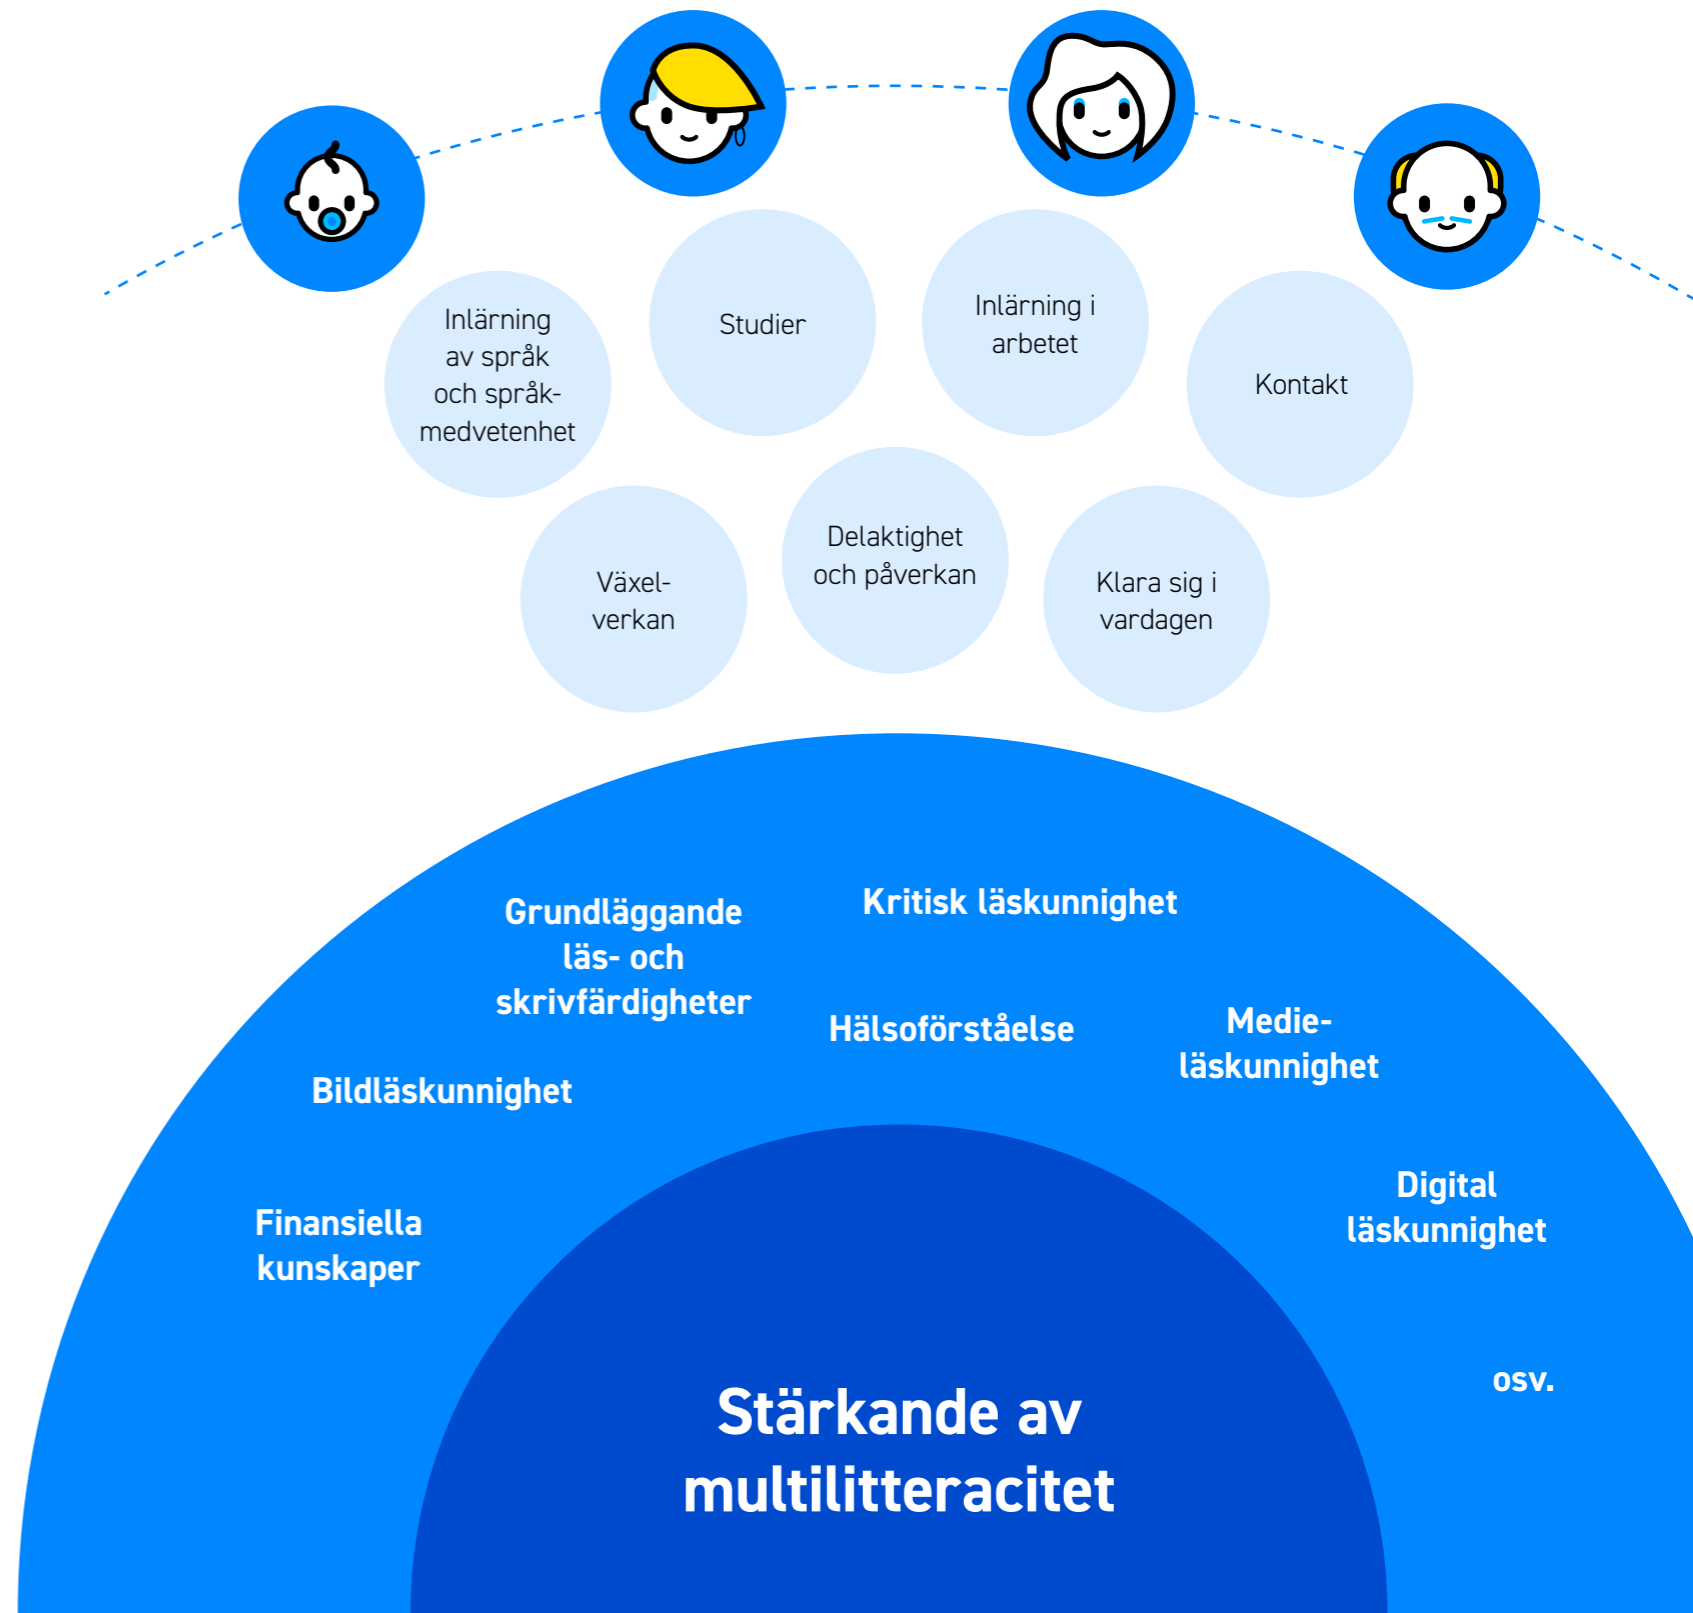 Inlärning
av språk
och språk-
medvetenhet
Studier
Inlärning i
arbetet
Kontakt
Växel-
verkan
Delaktighet
och påverkan
Klara sig i
vardagen
Finansiella
kunskaper
Bildläskunnighet
Grundläggande
läs- och
skrivfärdigheter
Kritisk läskunnighet
Hälsoförståelse
Medie-
läskunnighet
Digital
läskunnighet
osv.
Stärkande av
multilitteracitet